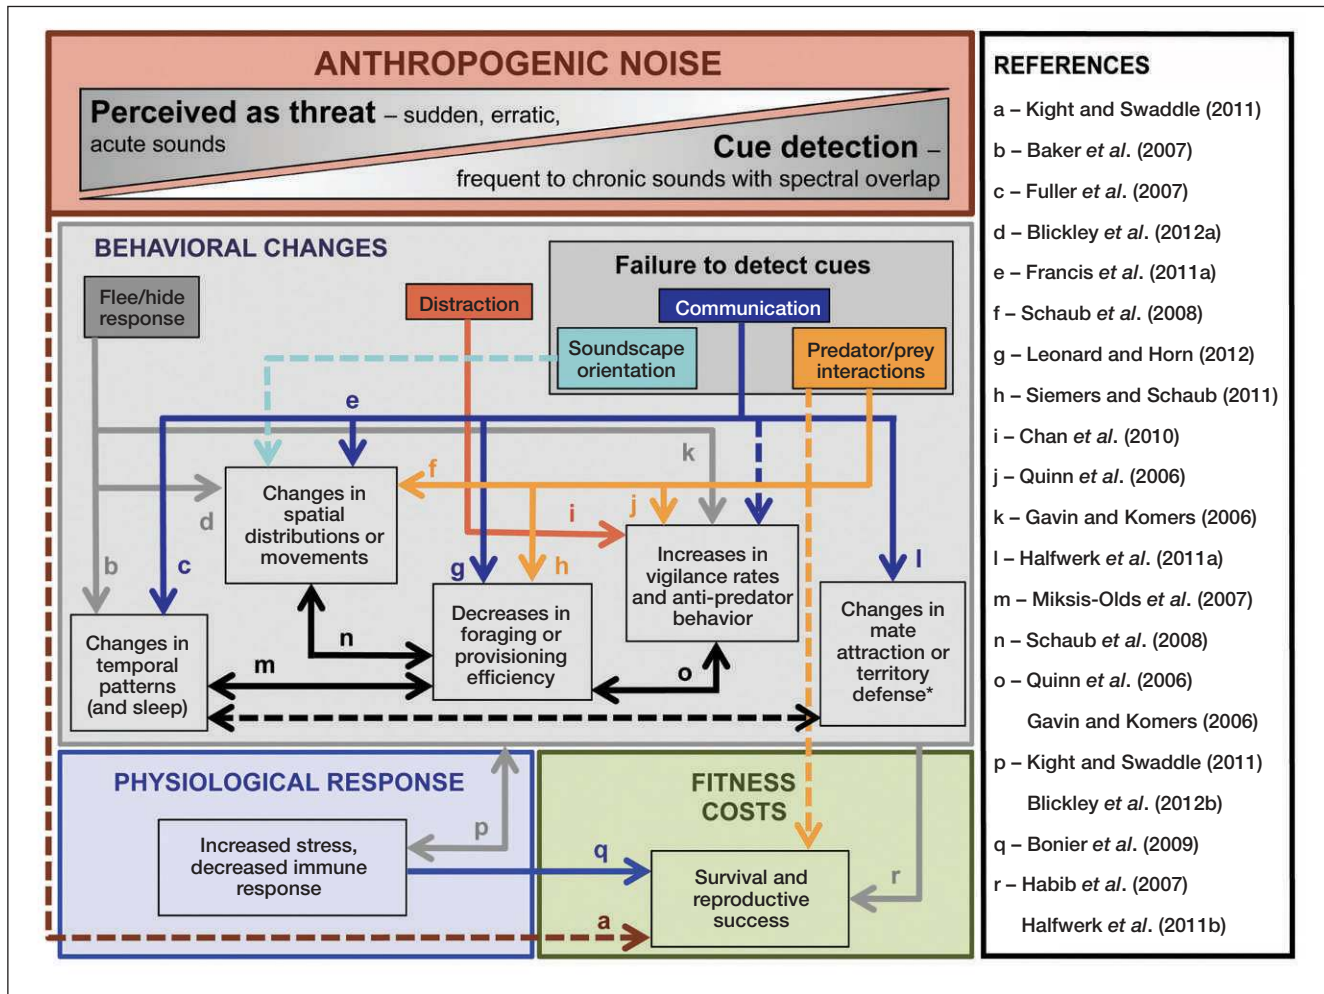 ANTHROPOGENIC NOISE
Perceived as threat – sudden, erratic,
acute sounds
Cue detection –
frequent to chronic sounds with spectral overlap
BEHAVIORAL CHANGES
Flee/hide
response
Distraction
Failure to detect cues
Communication
Soundscape
orientation
Predator/prey
interactions
e
f
k
d
i
j
b
c
g
h
l
Changes in
spatial
distributions or
movements
Increases in
vigilance rates
and anti-predator
behavior
Decreases in
foraging or
provisioning
efficiency
Changes in
mate
attraction or
territory
defense*
Changes in
temporal
patterns
(and sleep)
n
m
o
PHYSIOLOGICAL RESPONSE
Increased stress,
decreased immune
response
p
q
a
FITNESS
COSTS
Survival and
reproductive
success
r
REFERENCES
a – Kight and Swaddle (2011)
b – Baker et al. (2007)
c – Fuller et al. (2007)
d – Blickley et al. (2012a)
e – Francis et al. (2011a)
f – Schaub et al. (2008)
g – Leonard and Horn (2012)
h – Siemers and Schaub (2011)
i – Chan et al. (2010)
j – Quinn et al. (2006)
k – Gavin and Komers (2006)
l – Halfwerk et al. (2011a)
m – Miksis-Olds et al. (2007)
n – Schaub et al. (2008)
o – Quinn et al. (2006)
Gavin and Komers (2006)
p – Kight and Swaddle (2011)
Blickley et al. (2012b)
q – Bonier et al. (2009)
r – Habib et al. (2007)
Halfwerk et al. (2011b)